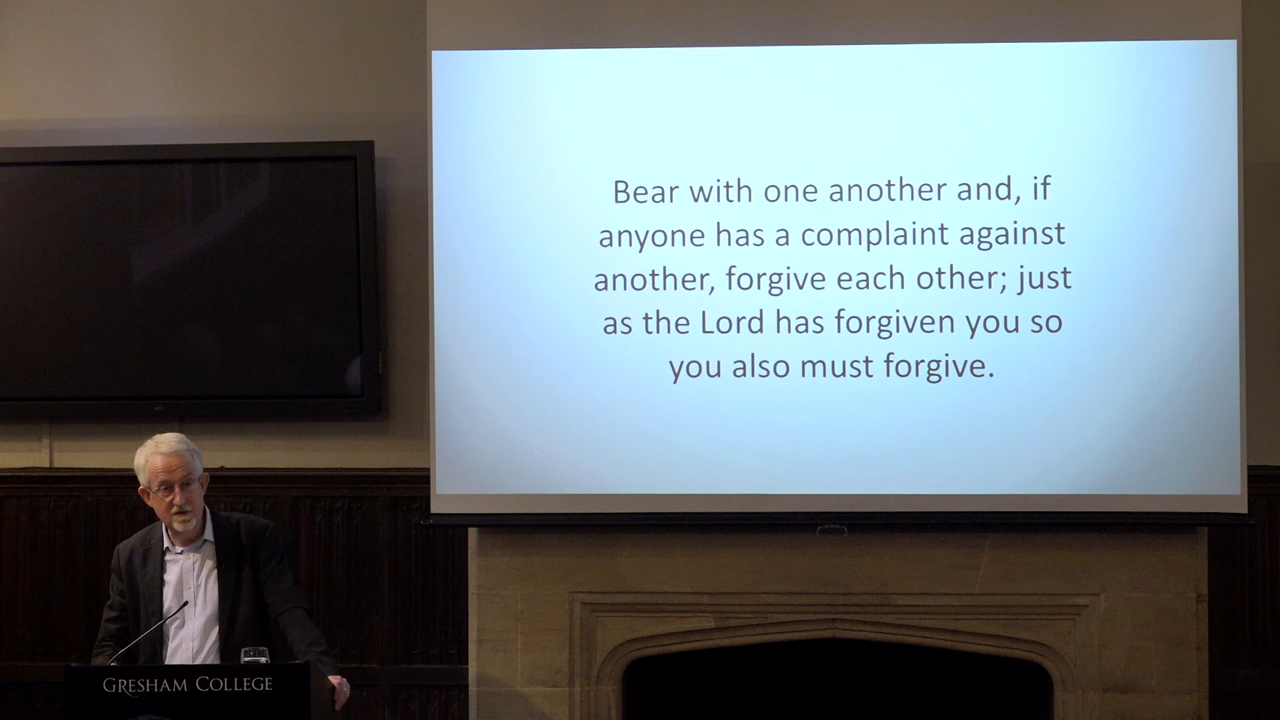 Bear with one another and, if
anyone has a complaint against
another, forgive each other; just
as the Lord has forgiven you so
you also must forgive.
GRESHAM COLLEGE